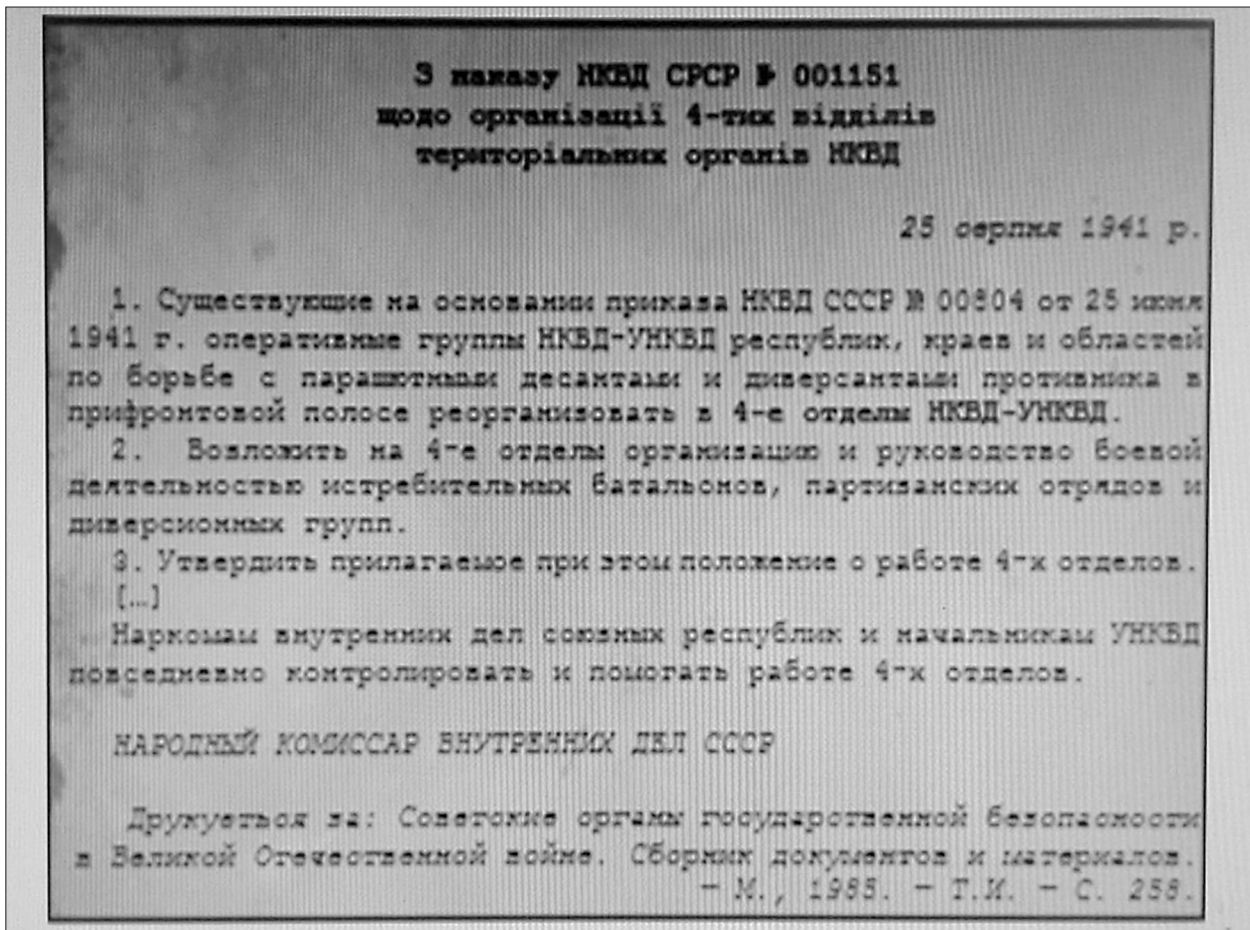 З наказу НКВД СРСР № 001151
щодо організації 4-тих відділів
територіальних органів НКВД
25 серпня 1941 р.
1. Существующие на основании приказа НКВД СССР № 00804 от 25 июня
1941 г. оперативные группы НКВД-УНКВД республик, краев и областей
по борьбе с парашютными десантами и диверсантами противника в
прифронтовой полосе реорганизовать в 4-е отделы НКВД-УНКВД.
2. Возложить на 4-е отделы организацию и руководство боевой
деятельностью истребительных батальонов, партизанских отрядов и
диверсионных групп.
3. Утвердить прилагаемое при этом положение о работе 4-х отделов.
[…]
Наркомам внутренних дел союзных республик и начальникам УНКВД
повседневно контролировать и помогать работе 4-х отделов.
НАРОДНЫЙ КОМИССАР ВНУТРЕННИХ ДЕЛ СССР
Друкується за: Советские органы государственной безопасности
в Великой Отечественной войне. Сборник документов и материалов.
– М., 1985. – Т.И. – С. 258.